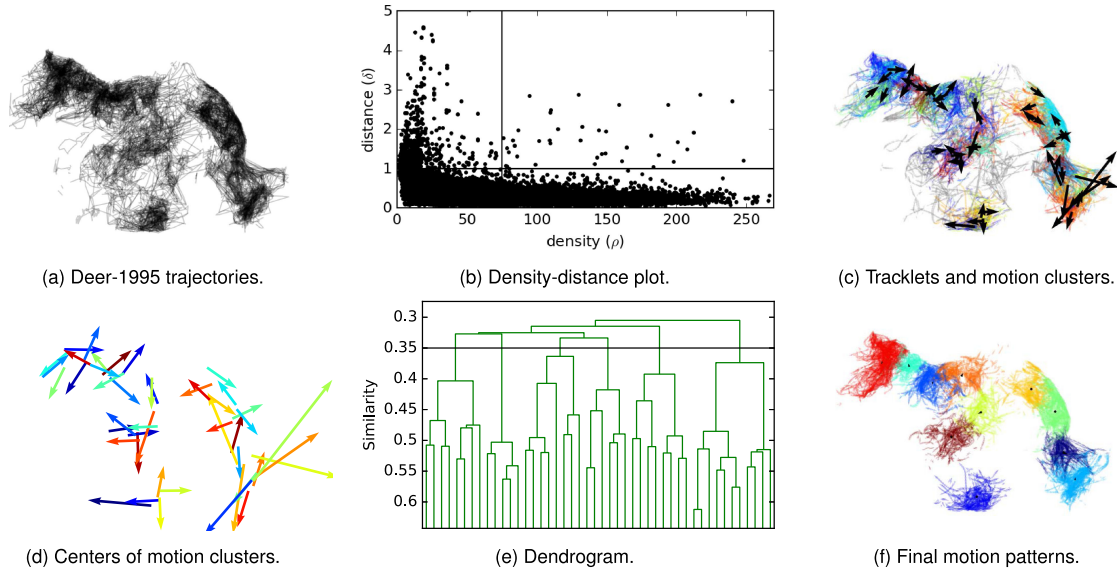 5
4
3
2
1
0
distance (δ)
0 50 100 150 200 250
density (ρ)
(a) Deer-1995 trajectories.
(b) Density-distance plot.
(c) Tracklets and motion clusters.
0.3
0.35
0.4
0.45
0.5
0.55
0.6
Similarity
(d) Centers of motion clusters.
(e) Dendrogram.
(f) Final motion patterns.